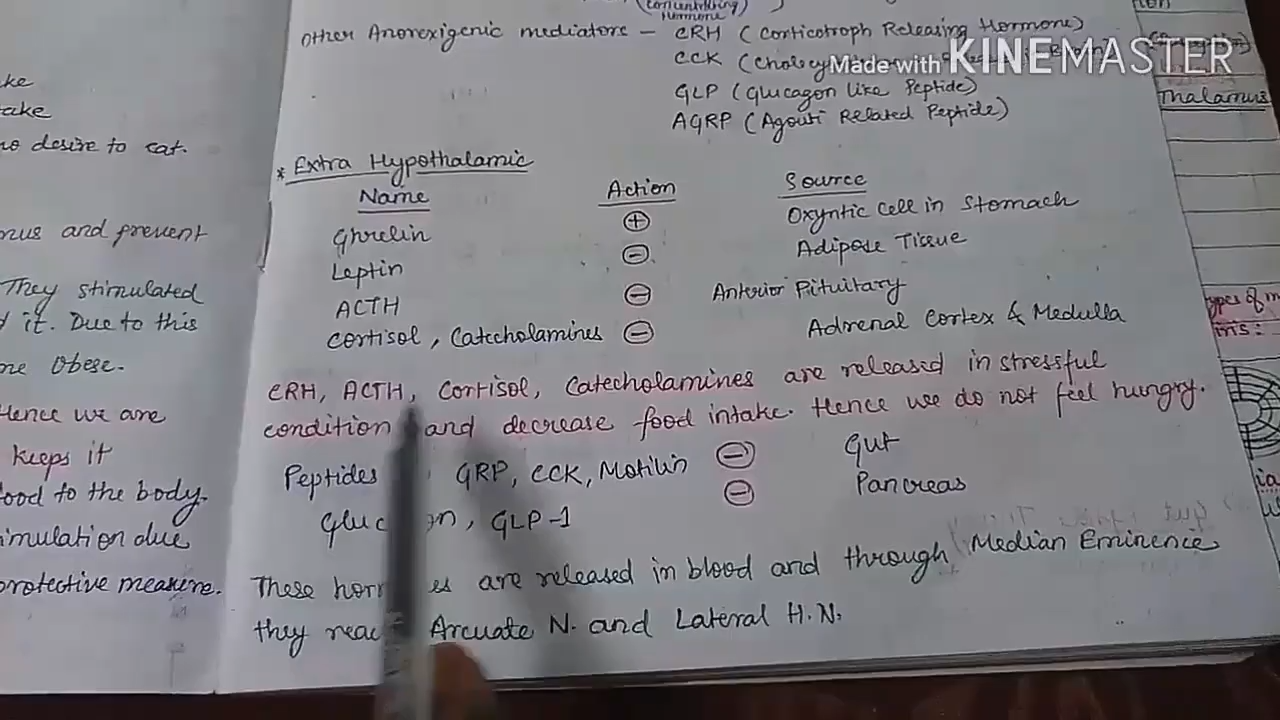 (Concentrating
Hormone)
Other Anorexigenic mediators – CRH (Corticotroph Releasing Hormone)
CCK
Made with KINEMASTER
GLP (Glucagon like Peptide)
AGRP (Agouti Related Peptide)
Thalamus
take
no desire to eat.
* Extra Hypothalamic
Name Action Source
Ghrelin + Oxyntic Cell in Stomach
Leptin - Adipose Tissue
ACTH - Anterior Pituitary
Cortisol, Catecholamines - Adrenal Cortex & Medulla
CRH, ACTH, Cortisol, Catecholamines are released in stressful
condition and decrease food intake. Hence we do not feel hungry.
Peptides GRP, CCK, Motilin - Gut
GLP-1 - Pancreas
These are released in blood and through Median Eminence
they Arcuate N. and Lateral H.N.
and prevent
They stimulated
it. Due to this
Obese.
Hence we are
keeps it
food to the body.
due
protective measure.